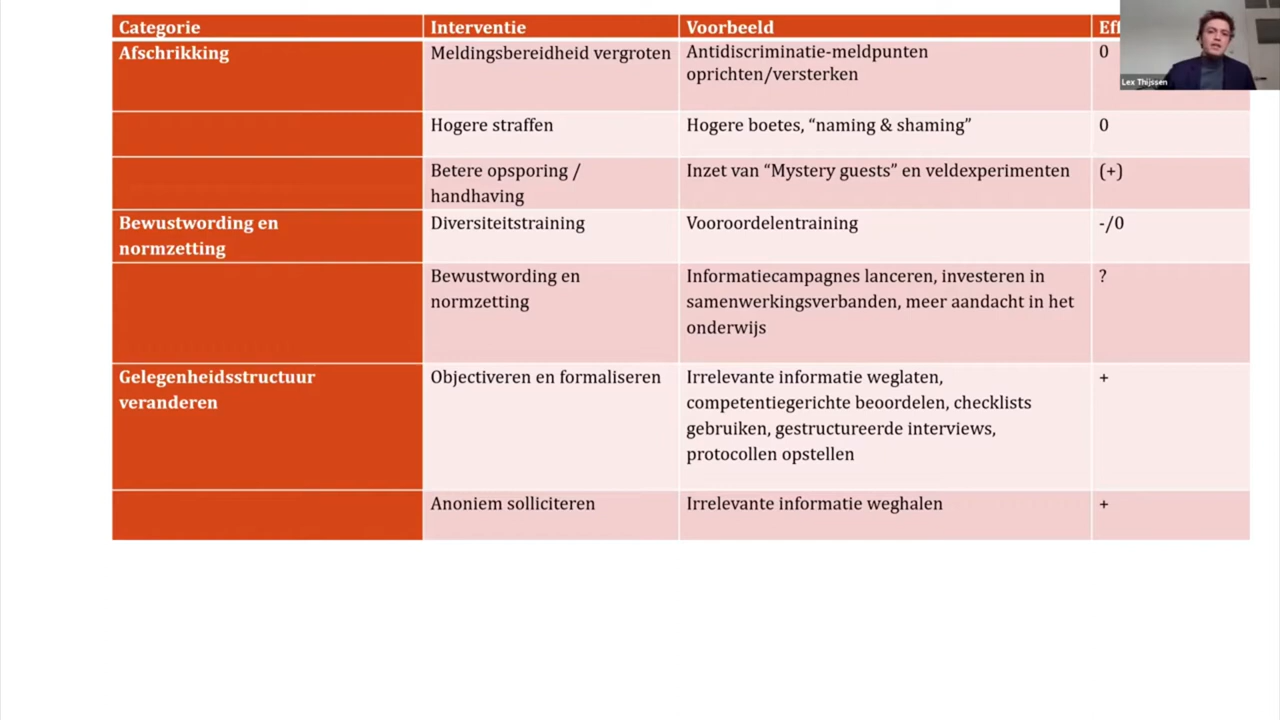 Categorie Interventie Voorbeeld
Afschrikking Meldingsbereidheid vergroten Antidiscriminatie-meldpunten 0
oprichten/versterken
Lex Thijssen
Hogere straffen Hogere boetes, “naming & shaming” 0
Betere opsporing / Inzet van “Mystery guests” en veldexperimenten (+)
handhaving
Bewustwording en Diversiteitstraining Vooroordelentraining -/0
normzetting
Bewustwording en Informatiecampagnes lanceren, investeren in ?
normzetting samenwerkingsverbanden, meer aandacht in het
onderwijs
Gelegenheidsstructuur Objectiveren en formaliseren Irrelevante informatie weglaten, +
veranderen competentiegerichte beoordelen, checklists
gebruiken, gestructureerde interviews,
protocollen opstellen
Anoniem solliciteren Irrelevante informatie weghalen +